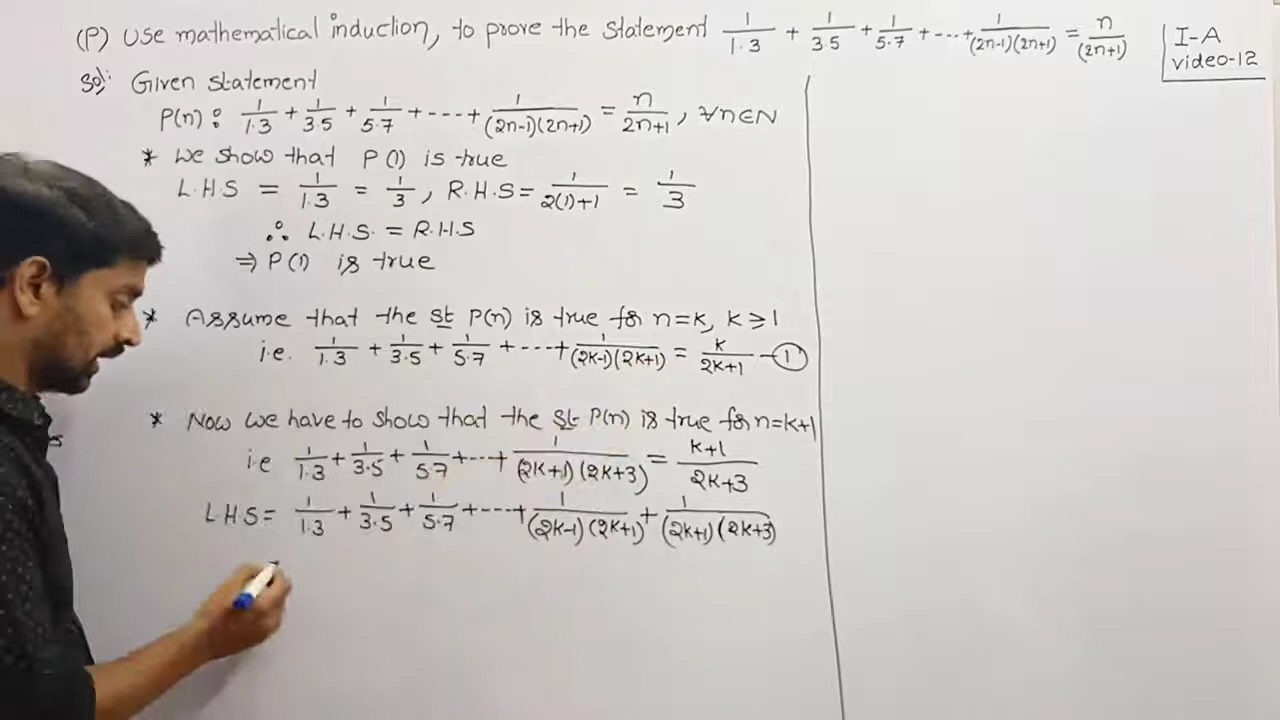 (P) Use mathematical induction, to prove the statement 1/1·3 + 1/3·5 + 1/5·7 + --- + 1/(2n-1)(2n+1) = n/(2n+1)
I-A
video-12
Sol: Given statement
P(n): 1/1·3 + 1/3·5 + 1/5·7 + ---- + 1/(2n-1)(2n+1) = n/2n+1, ∀n∈N
* We show that P(1) is true
L.H.S = 1/1·3 = 1/3, R.H.S = 1/2(1)+1 = 1/3
∴ L.H.S. = R.H.S
⇒ P(1) is true
* Assume that the st P(n) is true for n=k, k≥1
i.e. 1/1·3 + 1/3·5 + 1/5·7 + ---- + 1/(2k-1)(2k+1) = k/2k+1 - ①
* Now we have to show that the st P(n) is true for n=k+1
i.e 1/1·3 + 1/3·5 + 1/5·7 + ---- + 1/(2k+1)(2k+3) = k+1/2k+3
L.H.S = 1/1·3 + 1/3·5 + 1/5·7 + ---- + 1/(2k-1)(2k+1) + 1/(2k+1)(2k+3)